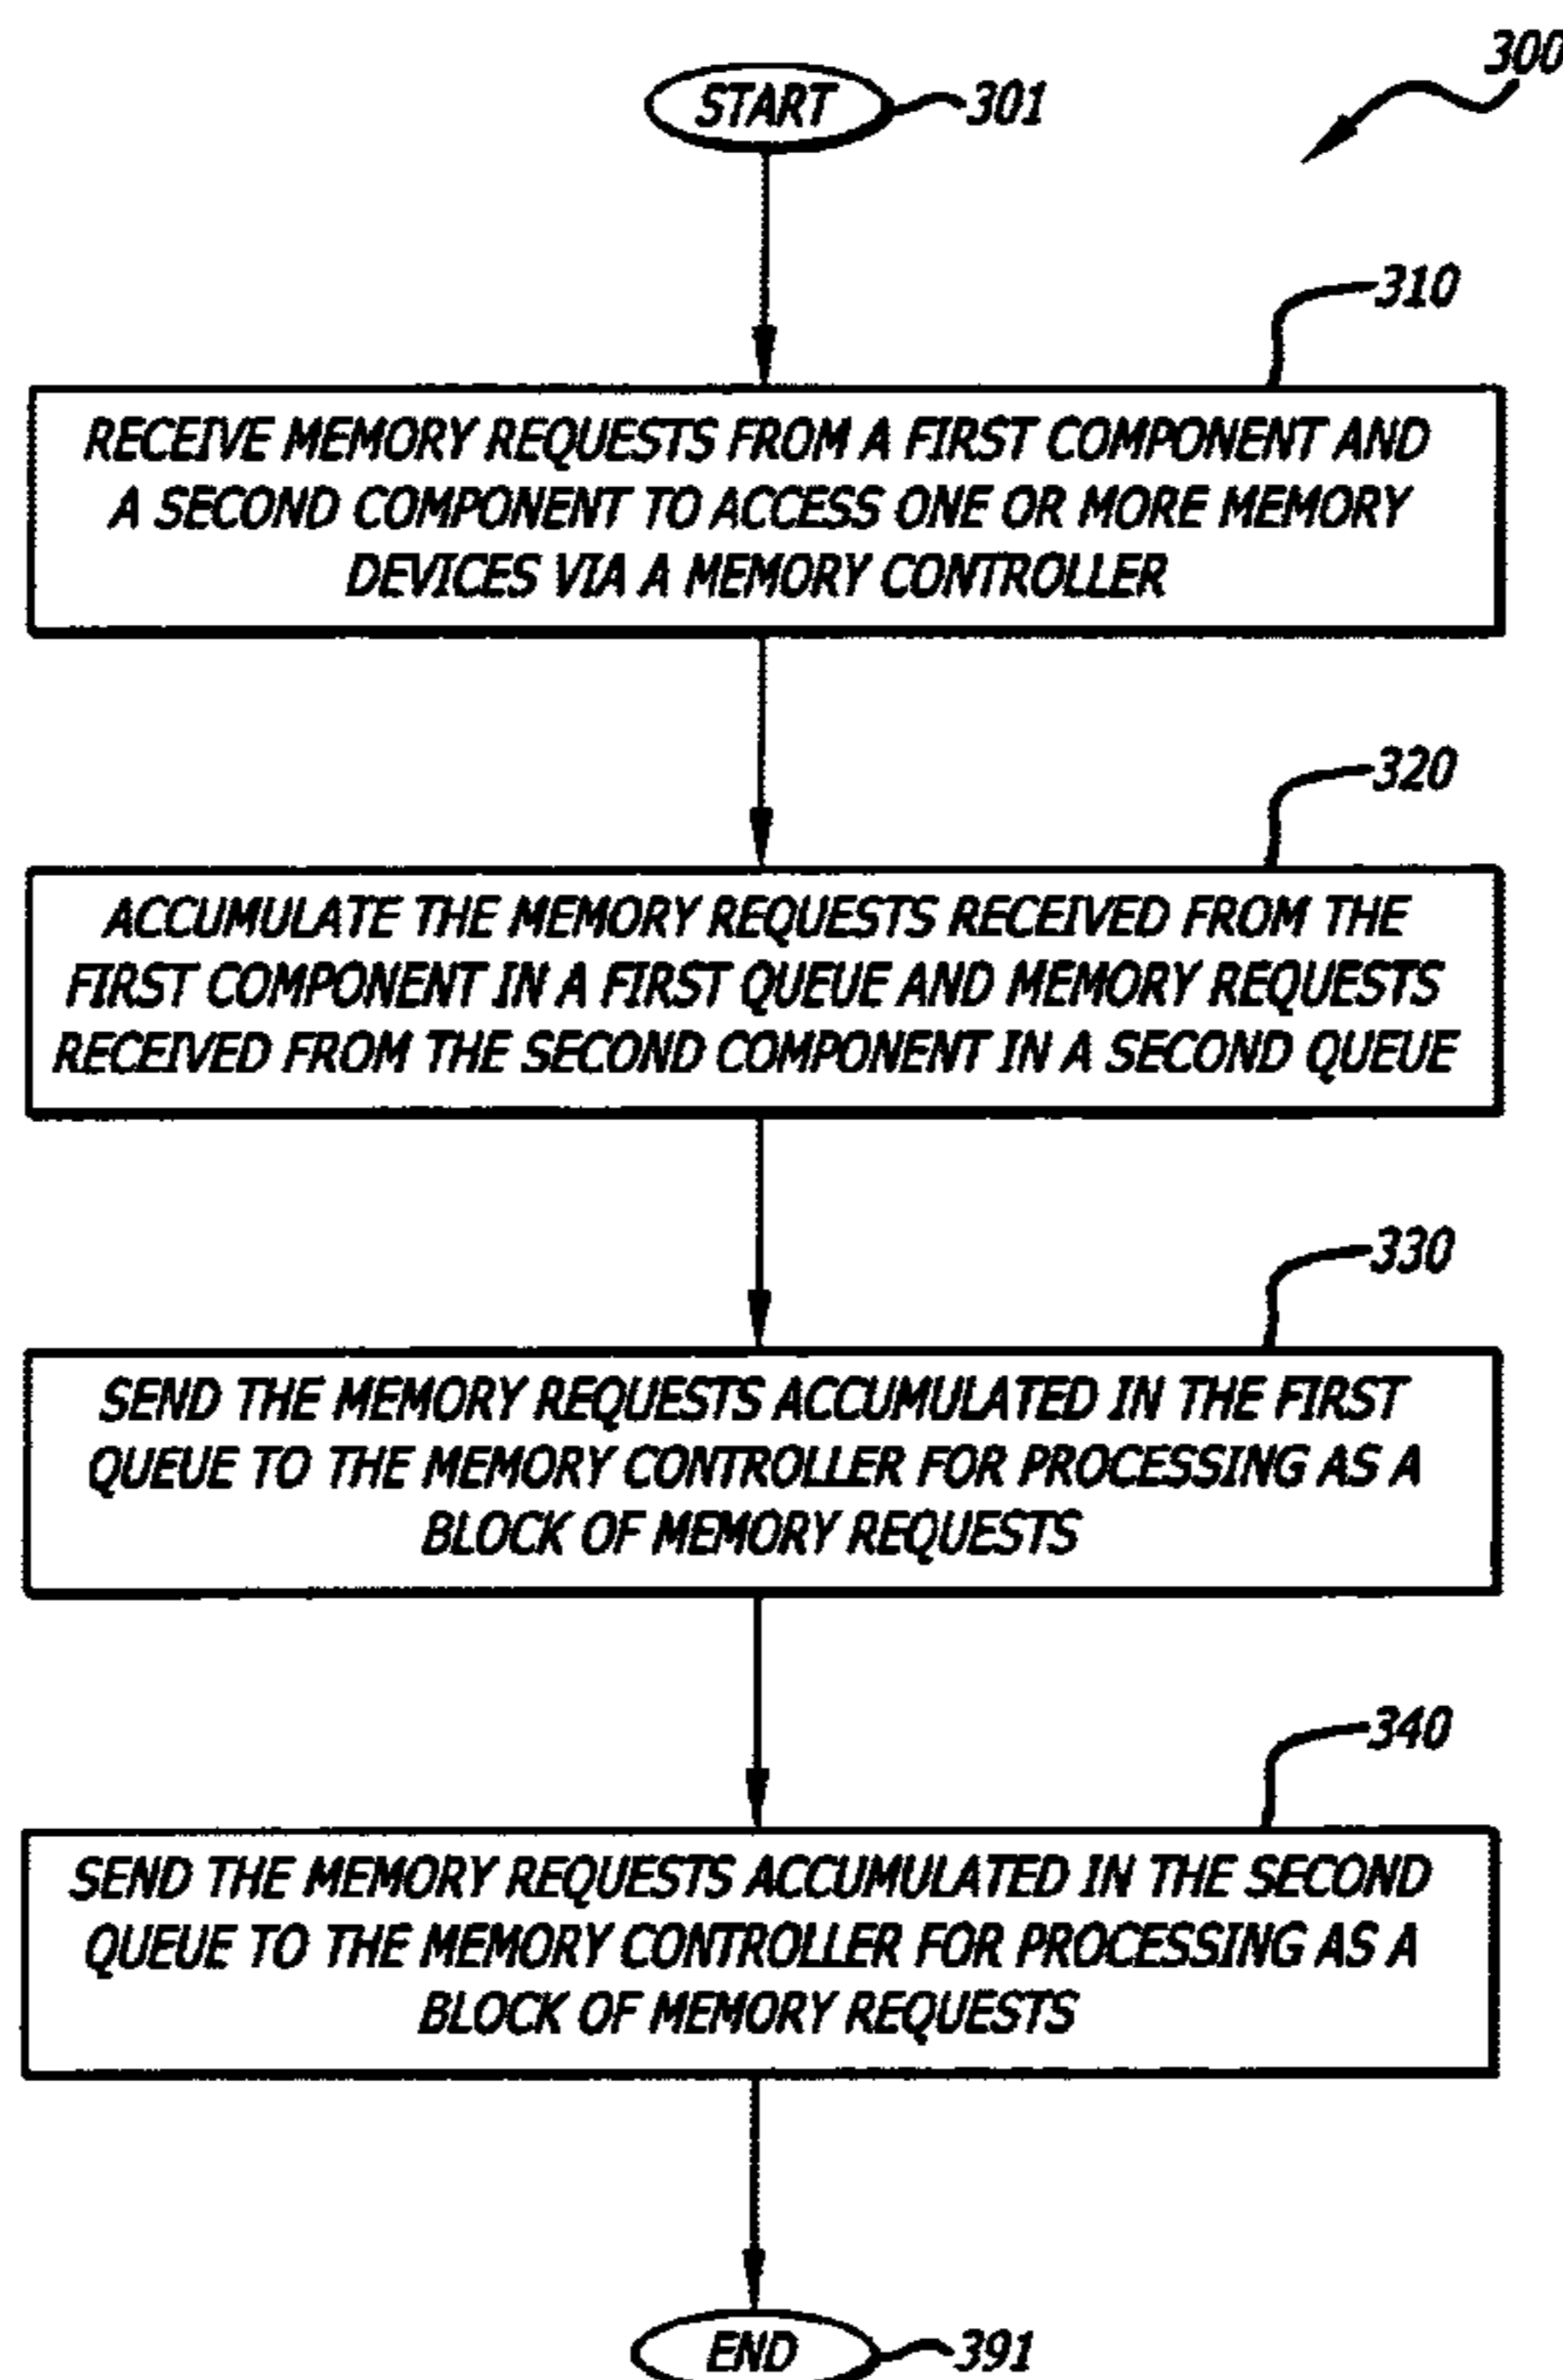 300
START
301
310
RECEIVE MEMORY REQUESTS FROM A FIRST COMPONENT AND
A SECOND COMPONENT TO ACCESS ONE OR MORE MEMORY
DEVICES VIA A MEMORY CONTROLLER
320
ACCUMULATE THE MEMORY REQUESTS RECEIVED FROM THE
FIRST COMPONENT IN A FIRST QUEUE AND MEMORY REQUESTS
RECEIVED FROM THE SECOND COMPONENT IN A SECOND QUEUE
330
SEND THE MEMORY REQUESTS ACCUMULATED IN THE FIRST
QUEUE TO THE MEMORY CONTROLLER FOR PROCESSING AS A
BLOCK OF MEMORY REQUESTS
340
SEND THE MEMORY REQUESTS ACCUMULATED IN THE SECOND
QUEUE TO THE MEMORY CONTROLLER FOR PROCESSING AS A
BLOCK OF MEMORY REQUESTS
END
391